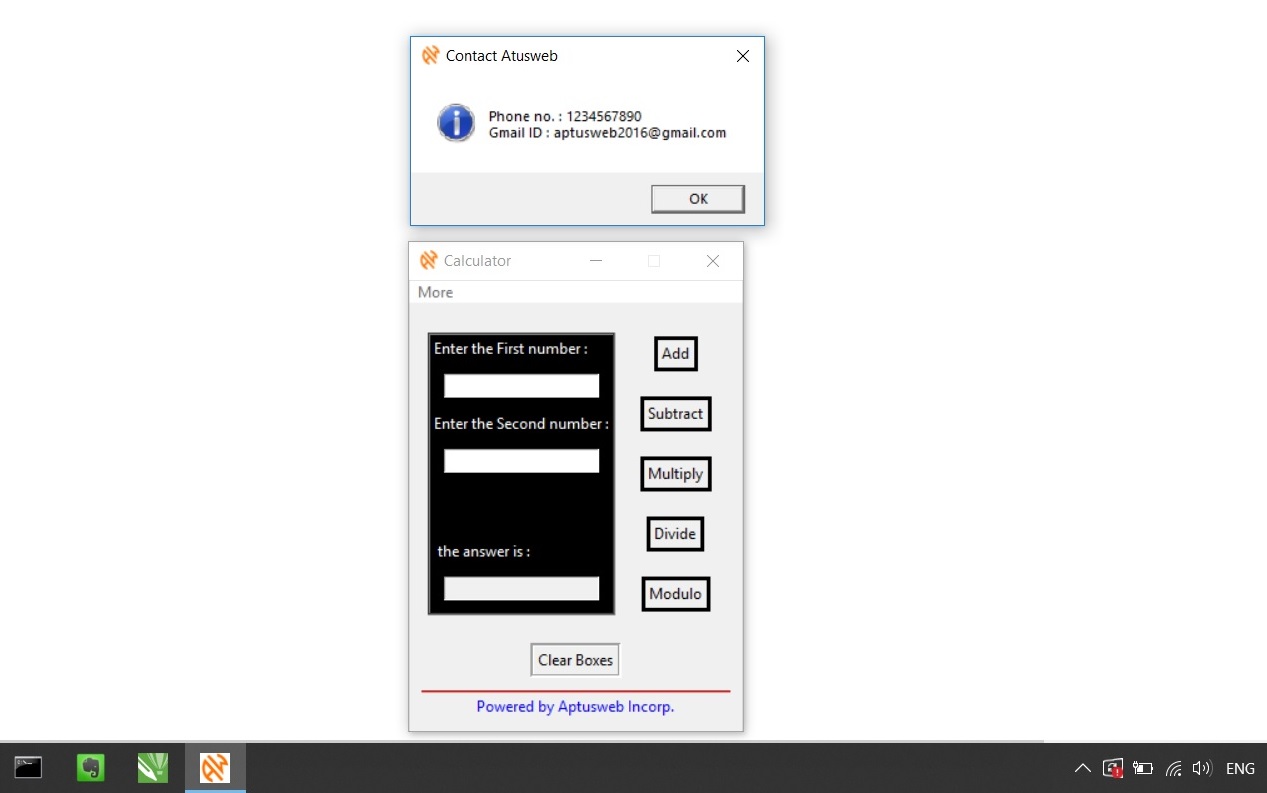 Contact Atusweb
Phone no. : 1234567890
Gmail ID : aptusweb2016@gmail.com
OK
Calculator
More
Enter the First number :
Add
Enter the Second number :
Subtract
Multiply
Divide
the answer is :
Modulo
Clear Boxes
Powered by Aptusweb Incorp.
ENG